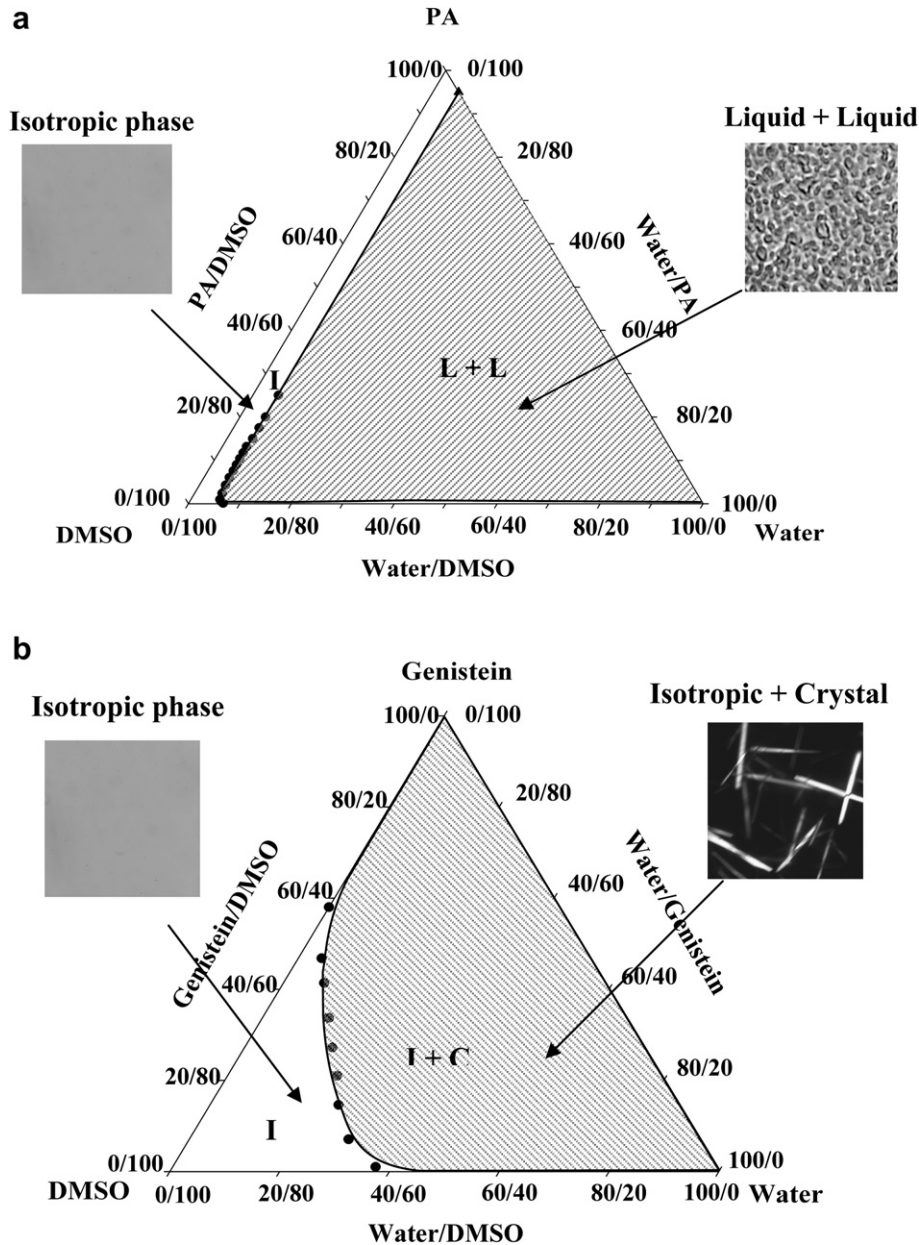 a
PA
100/0 0/100
Isotropic phase
Liquid + Liquid
80/20
20/80
PA/DMSO
Water/PA
60/40
40/60
40/60
60/40
I
L + L
20/80
80/20
0/100
100/0
DMSO
0/100 20/80 40/60 60/40 80/20 100/0
Water
Water/DMSO
b
Genistein
Isotropic phase
Isotropic + Crystal
100/0 0/100
80/20
20/80
Genistein/DMSO
Water/Genistein
60/40
40/60
40/60
60/40
I + C
20/80
80/20
I
0/100
100/0
DMSO
0/100 20/80 40/60 60/40 80/20 100/0
Water
Water/DMSO